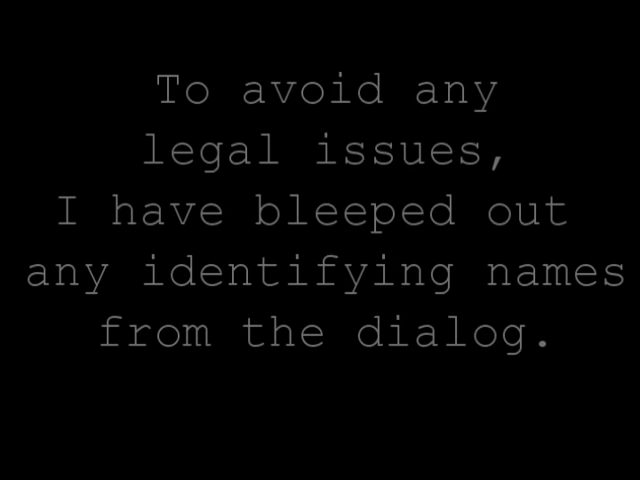 To avoid any
legal issues,
I have bleeped out
any identifying names
from the dialog.